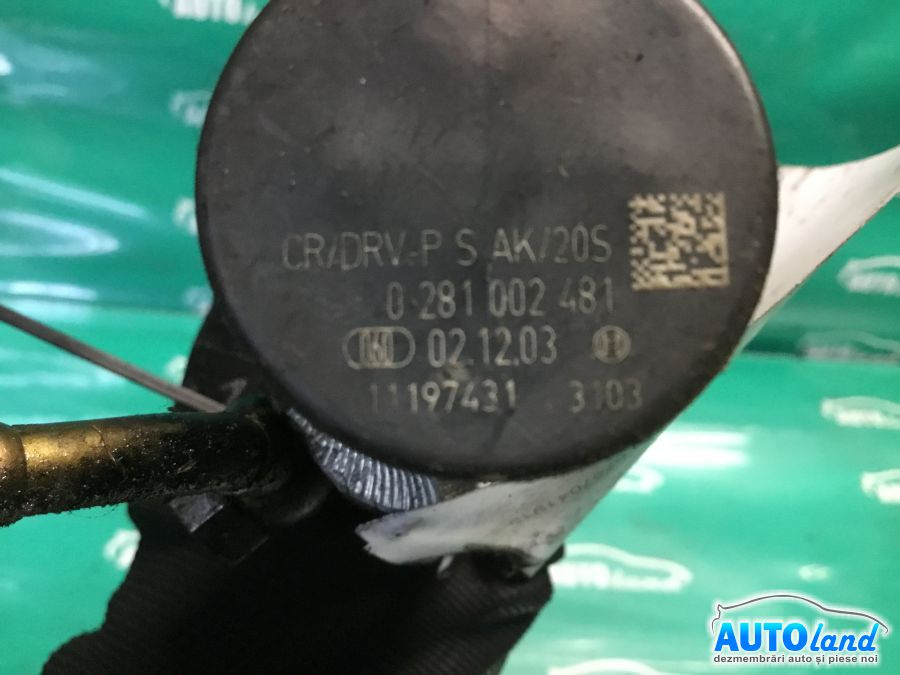 CR/DRV-P S AK/20S
0 281 002 481
02.12.03
11197431 3103
AUTOland
AUTOland
dezmembrări auto și piese noi